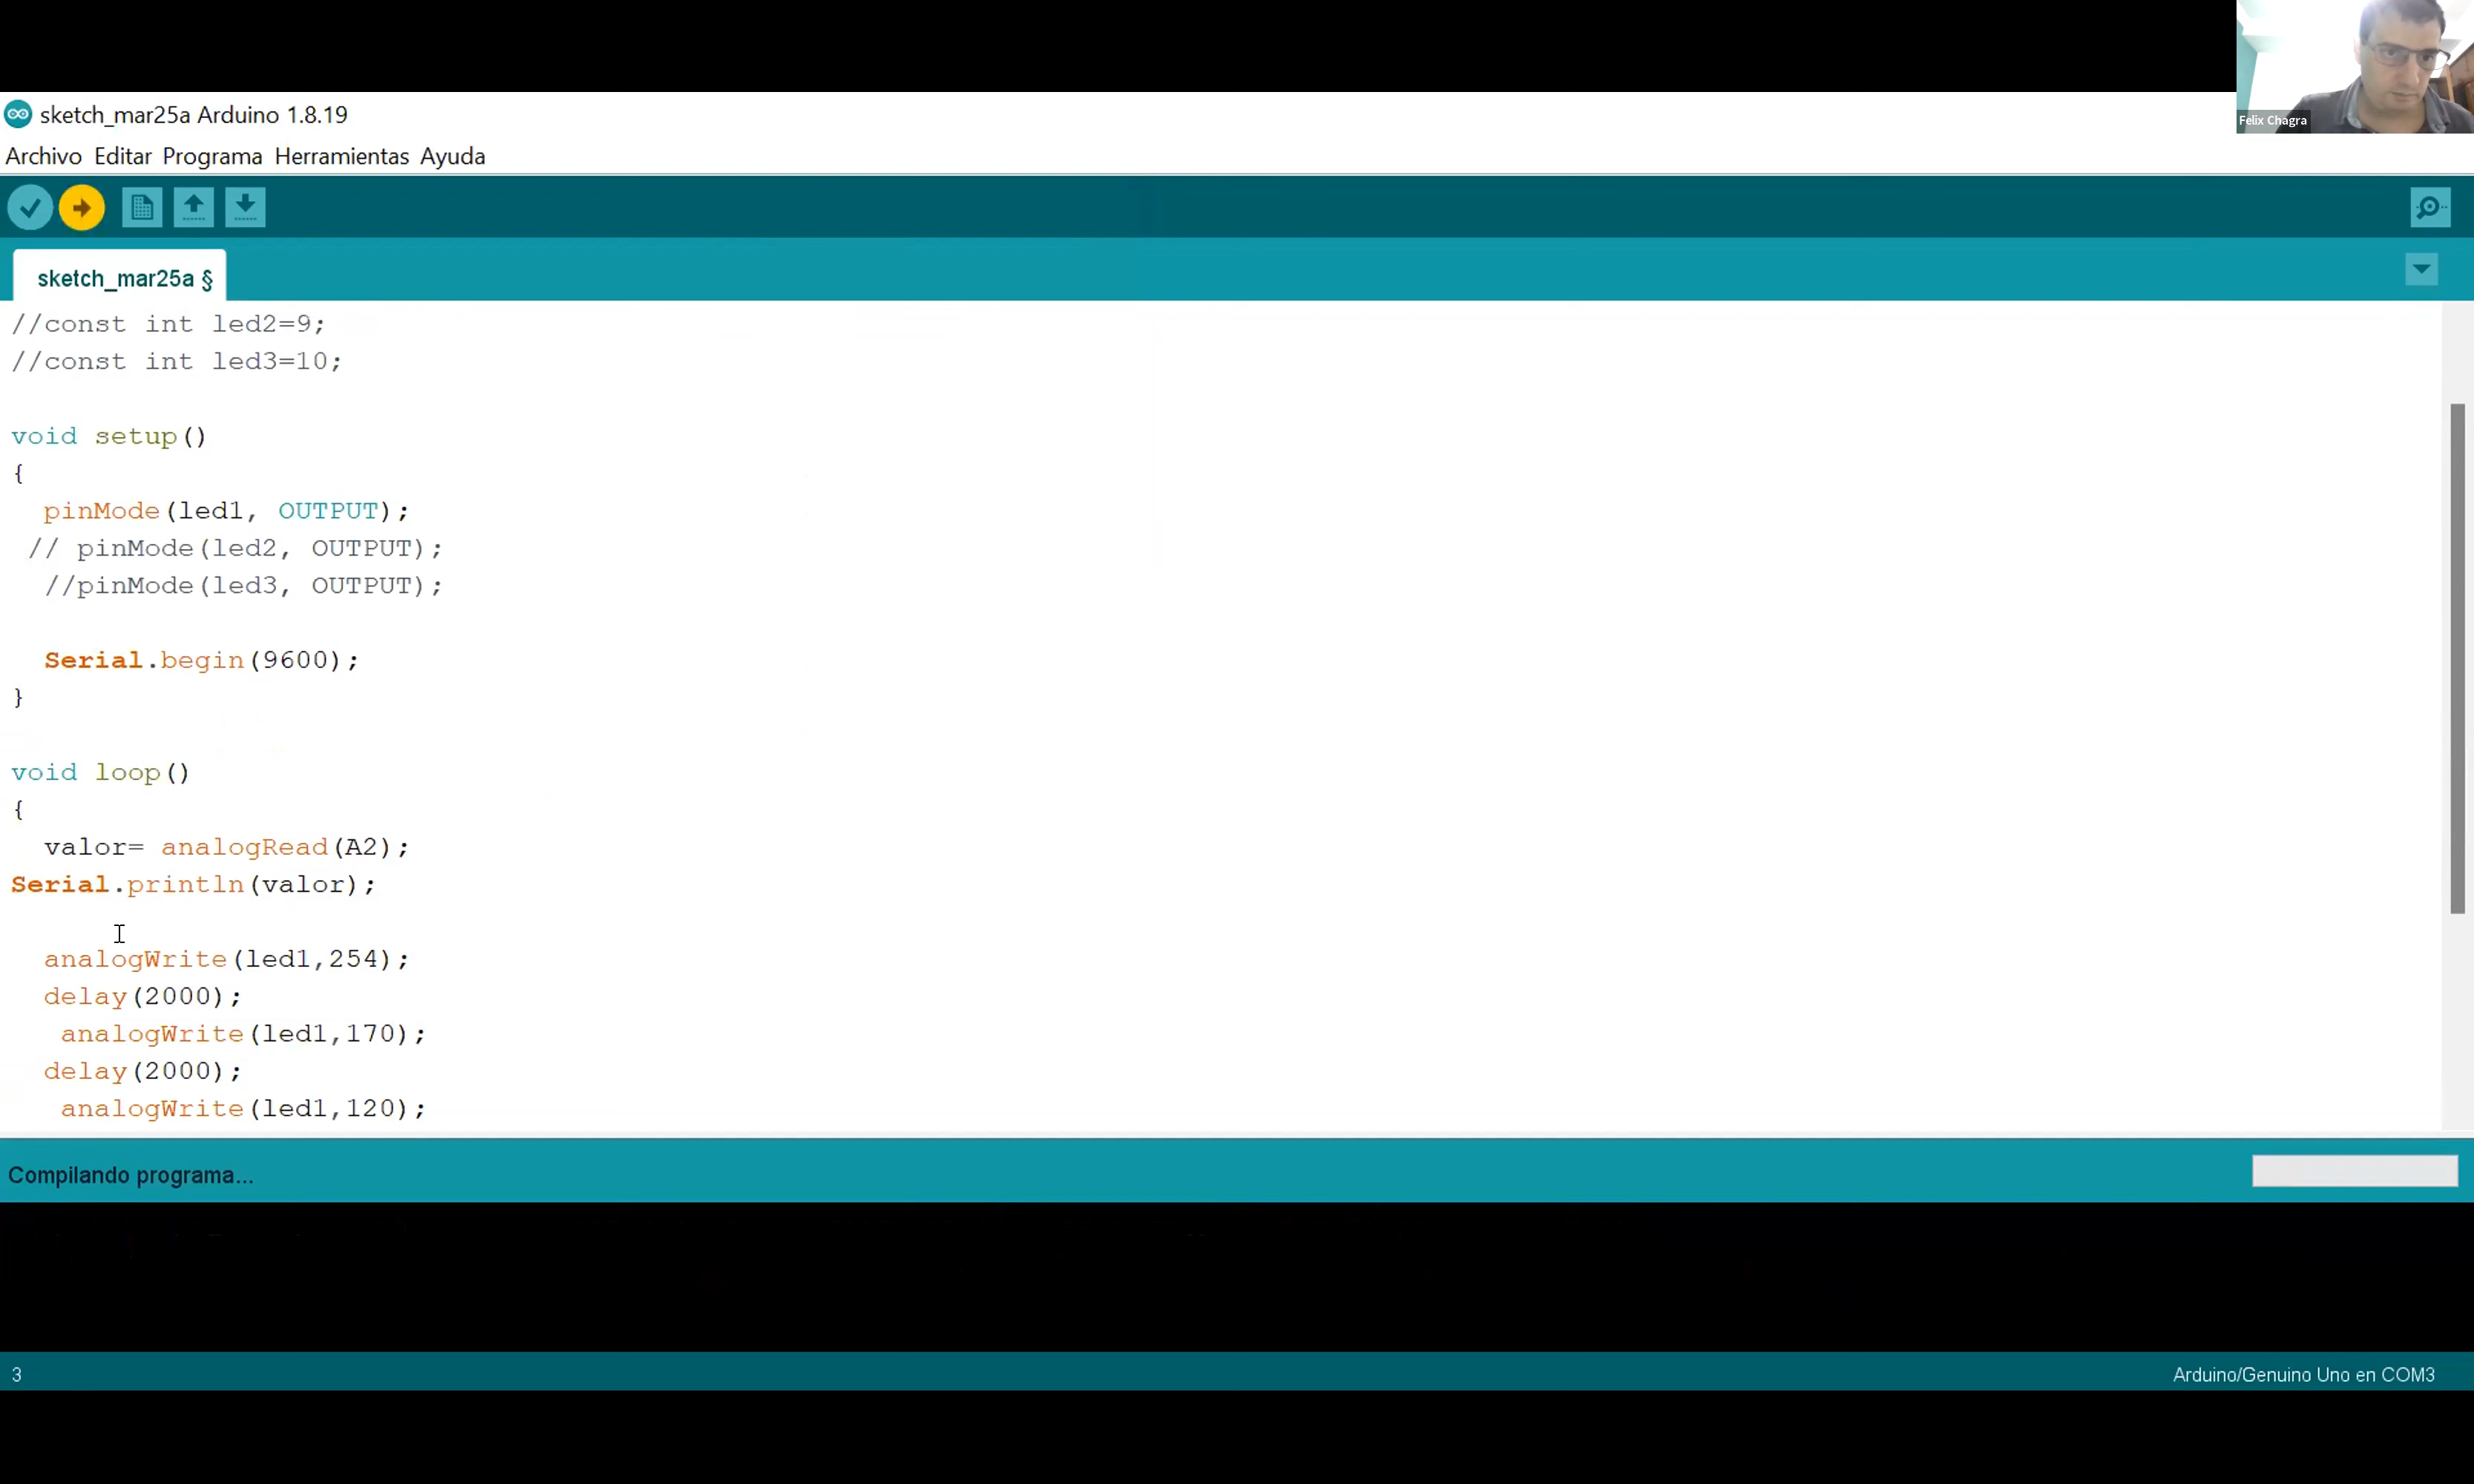 Felix Chagra
sketch_mar25a Arduino 1.8.19
Archivo Editar Programa Herramientas Ayuda
sketch_mar25a §
//const int led2=9;
//const int led3=10;
void setup()
{
pinMode(led1, OUTPUT);
// pinMode(led2, OUTPUT);
//pinMode(led3, OUTPUT);
Serial.begin(9600);
}
void loop()
{
valor= analogRead(A2);
Serial.println(valor);
analogWrite(led1,254);
delay(2000);
analogWrite(led1,170);
delay(2000);
analogWrite(led1,120);
Compilando programa...
3
Arduino/Genuino Uno en COM3